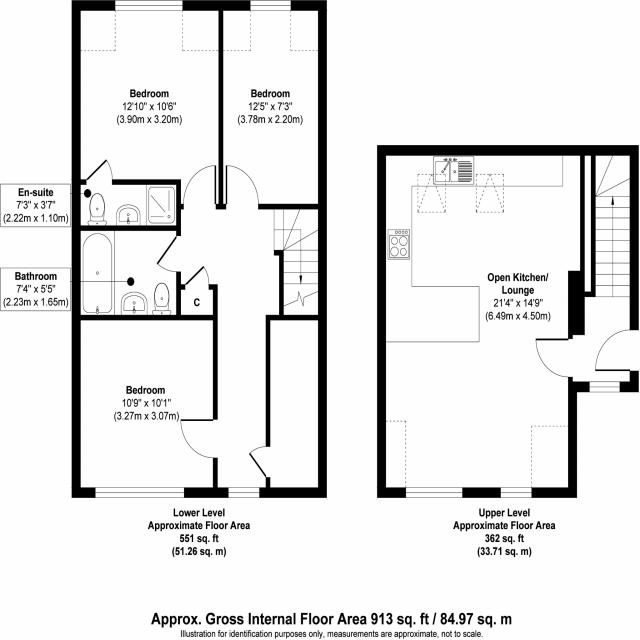 Bedroom
12'10" x 10'6"
(3.90m x 3.20m)
Bedroom
12'5" x 7'3"
(3.78m x 2.20m)
En-suite
7'3" x 3'7"
(2.22m x 1.10m)
Bathroom
7'4" x 5'5"
(2.23m x 1.65m)
C
Bedroom
10'9" x 10'1"
(3.27m x 3.07m)
Open Kitchen/
Lounge
21'4" x 14'9"
(6.49m x 4.50m)
Lower Level
Approximate Floor Area
551 sq. ft
(51.26 sq. m)
Upper Level
Approximate Floor Area
362 sq. ft
(33.71 sq. m)
Approx. Gross Internal Floor Area 913 sq. ft / 84.97 sq. m
Illustration for identification purposes only, measurements are approximate, not to scale.